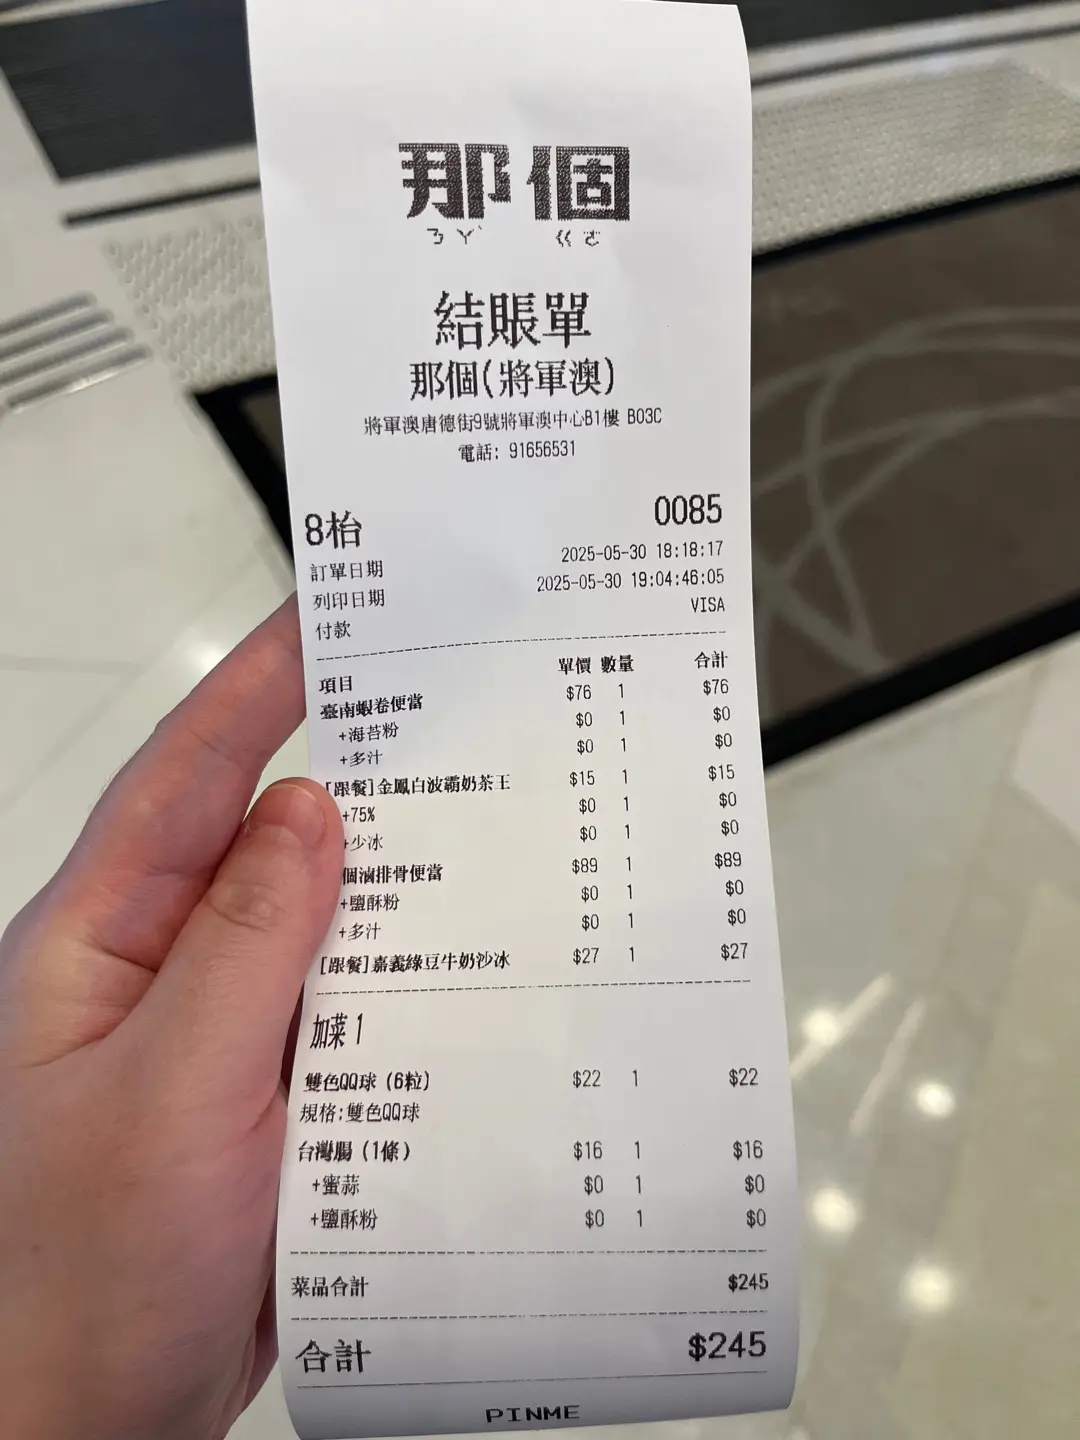 那個
ㄋㄚˋ ㄍㄜˋ
結賬單
那個(將軍澳)
將軍澳唐德街9號將軍澳中心B1樓 B03C
電話: 91656531
8枱 0085
訂單日期 2025-05-30 18:18:17
列印日期 2025-05-30 19:04:46:05
付款 VISA
項目 單價 數量 合計
臺南蝦卷便當 $76 1 $76
+海苔粉 $0 1 $0
+多汁 $0 1 $0
[跟餐]金鳳白波霸奶茶王 $15 1 $15
+75% $0 1 $0
+少冰 $0 1 $0
個滷排骨便當 $89 1 $89
+鹽酥粉 $0 1 $0
+多汁 $0 1 $0
[跟餐]嘉義綠豆牛奶沙冰 $27 1 $27
加菜 1
雙色QQ球 (6粒) $22 1 $22
規格:雙色QQ球
台灣腸 (1條) $16 1 $16
+蜜蒜 $0 1 $0
+鹽酥粉 $0 1 $0
菜品合計 $245
合計 $245
PINME